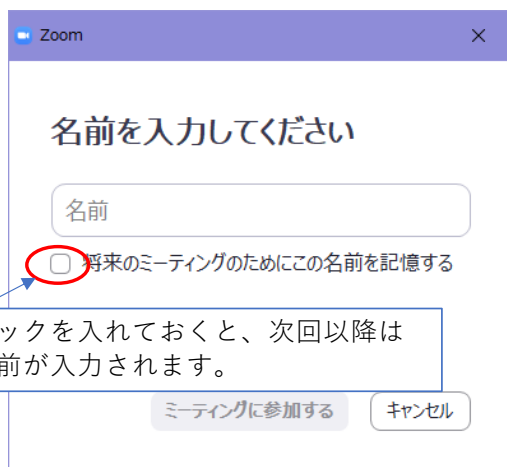 Zoom
名前を入力してください
名前
将来のミーティングのためにこの名前を記憶する
ックを入れておくと、次回以降は
前が入力されます。
ミーティングに参加する
キャンセル